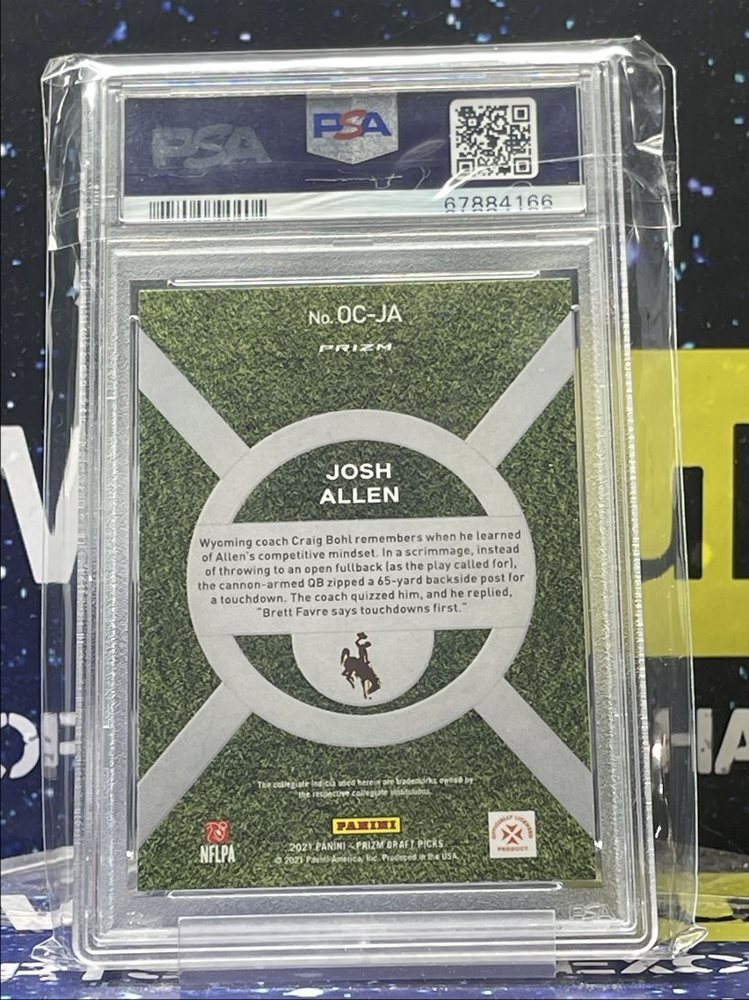 PSA
PSA
67884166
No. OC-JA
PRIZM
JOSH
ALLEN
Wyoming coach Craig Bohl remembers when he learned
of Allen's competitive mindset. In a scrimmage, instead
of throwing to an open fullback (as the play called for),
the cannon-armed QB zipped a 65-yard backside post for
a touchdown. The coach quizzed him, and he replied,
"Brett Favre says touchdowns first."
The collegiate indicia used herein are trademarks owned by
the respective collegiate institutions.
PANINI
NFLPA
OFFICIALLY LICENSED
PRODUCT
2021 PANINI - PRIZM DRAFT PICKS
© 2021 Panini America, Inc. Produced in the USA.
PSA